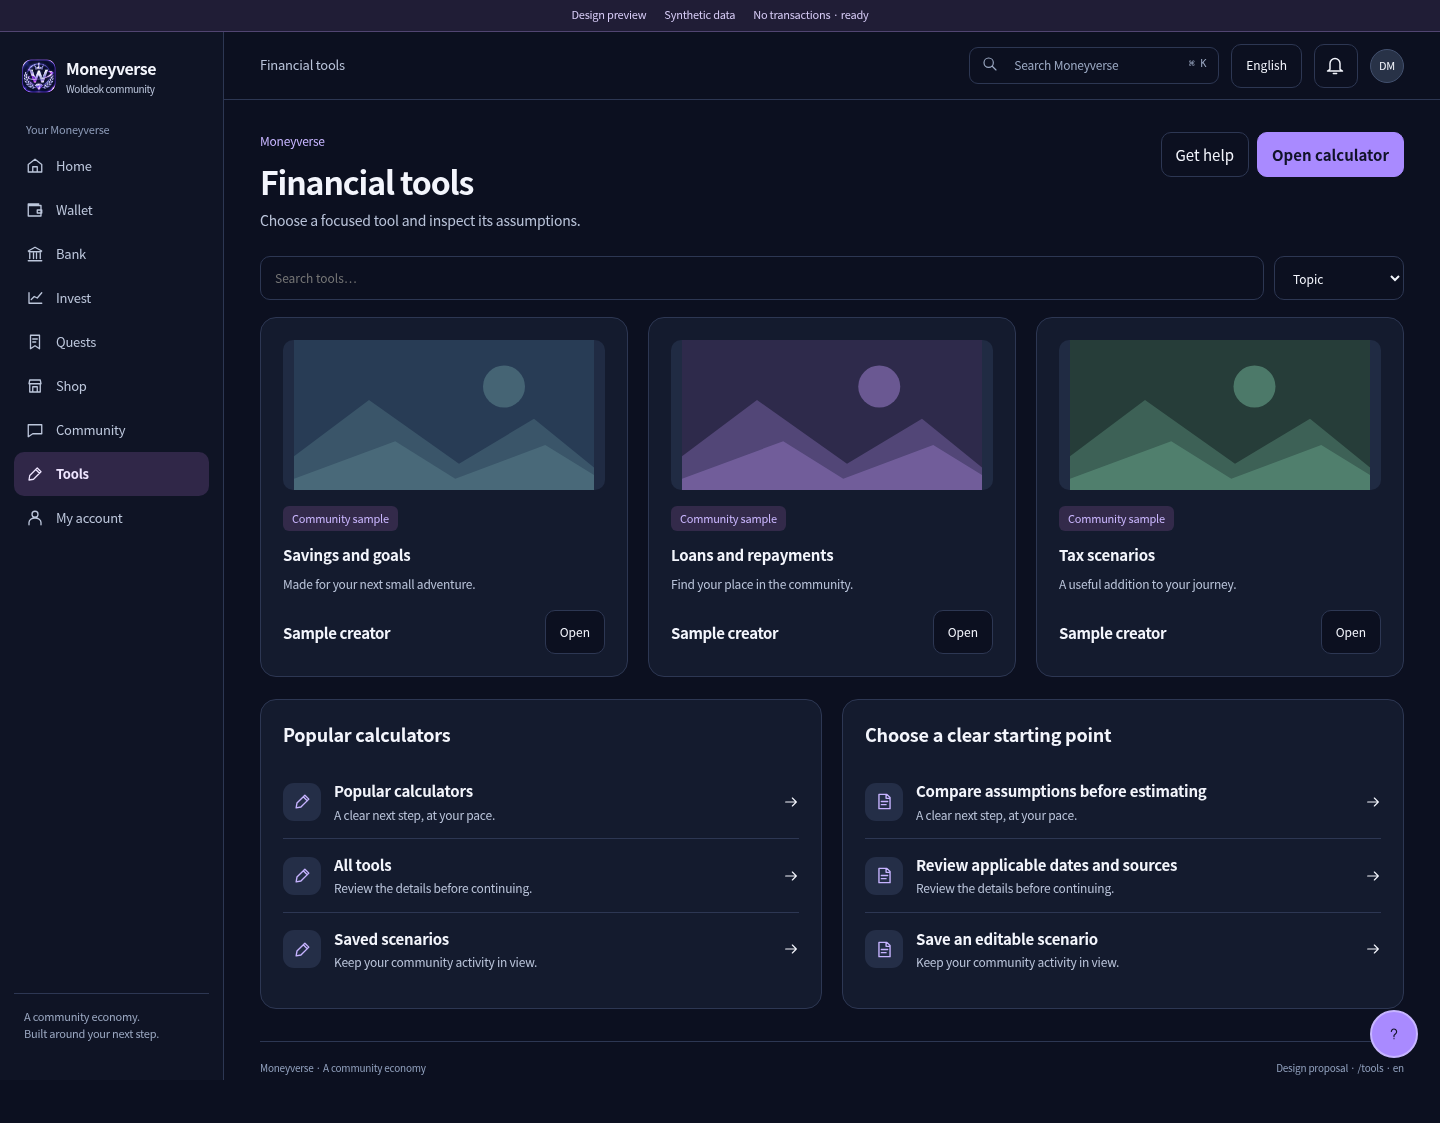 Design preview Synthetic data No transactions · ready
Moneyverse
Woldeok community
Your Moneyverse
Home
Wallet
Bank
Invest
Quests
Shop
Community
Tools
My account
A community economy.
Built around your next step.
Financial tools
Search Moneyverse ⌘ K
English
DM
Moneyverse
Financial tools
Choose a focused tool and inspect its assumptions.
Get help
Open calculator
Search tools…
Topic
Community sample
Savings and goals
Made for your next small adventure.
Sample creator
Open
Community sample
Loans and repayments
Find your place in the community.
Sample creator
Open
Community sample
Tax scenarios
A useful addition to your journey.
Sample creator
Open
Popular calculators
Popular calculators
A clear next step, at your pace.
All tools
Review the details before continuing.
Saved scenarios
Keep your community activity in view.
Choose a clear starting point
Compare assumptions before estimating
A clear next step, at your pace.
Review applicable dates and sources
Review the details before continuing.
Save an editable scenario
Keep your community activity in view.
?
Moneyverse · A community economy
Design proposal · /tools · en